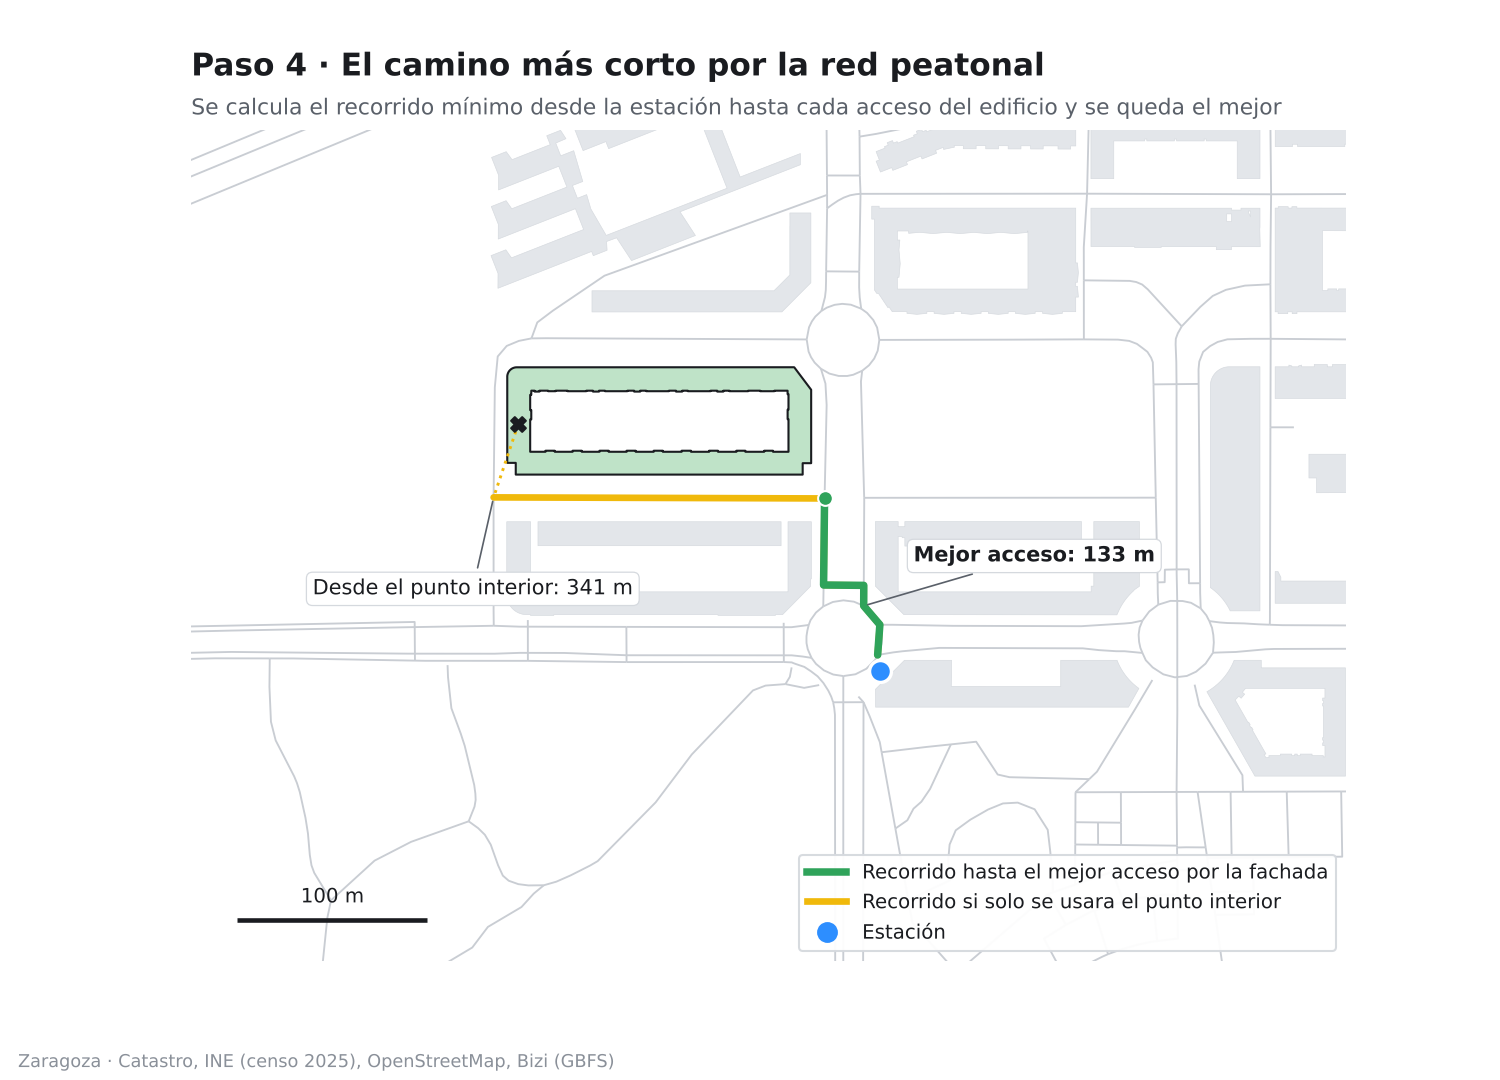 Paso 4 · El camino más corto por la red peatonal
Se calcula el recorrido mínimo desde la estación hasta cada acceso del edificio y se queda el mejor
Mejor acceso: 133 m
Desde el punto interior: 341 m
100 m
Recorrido hasta el mejor acceso por la fachada
Recorrido si solo se usara el punto interior
Estación
Zaragoza · Catastro, INE (censo 2025), OpenStreetMap, Bizi (GBFS)